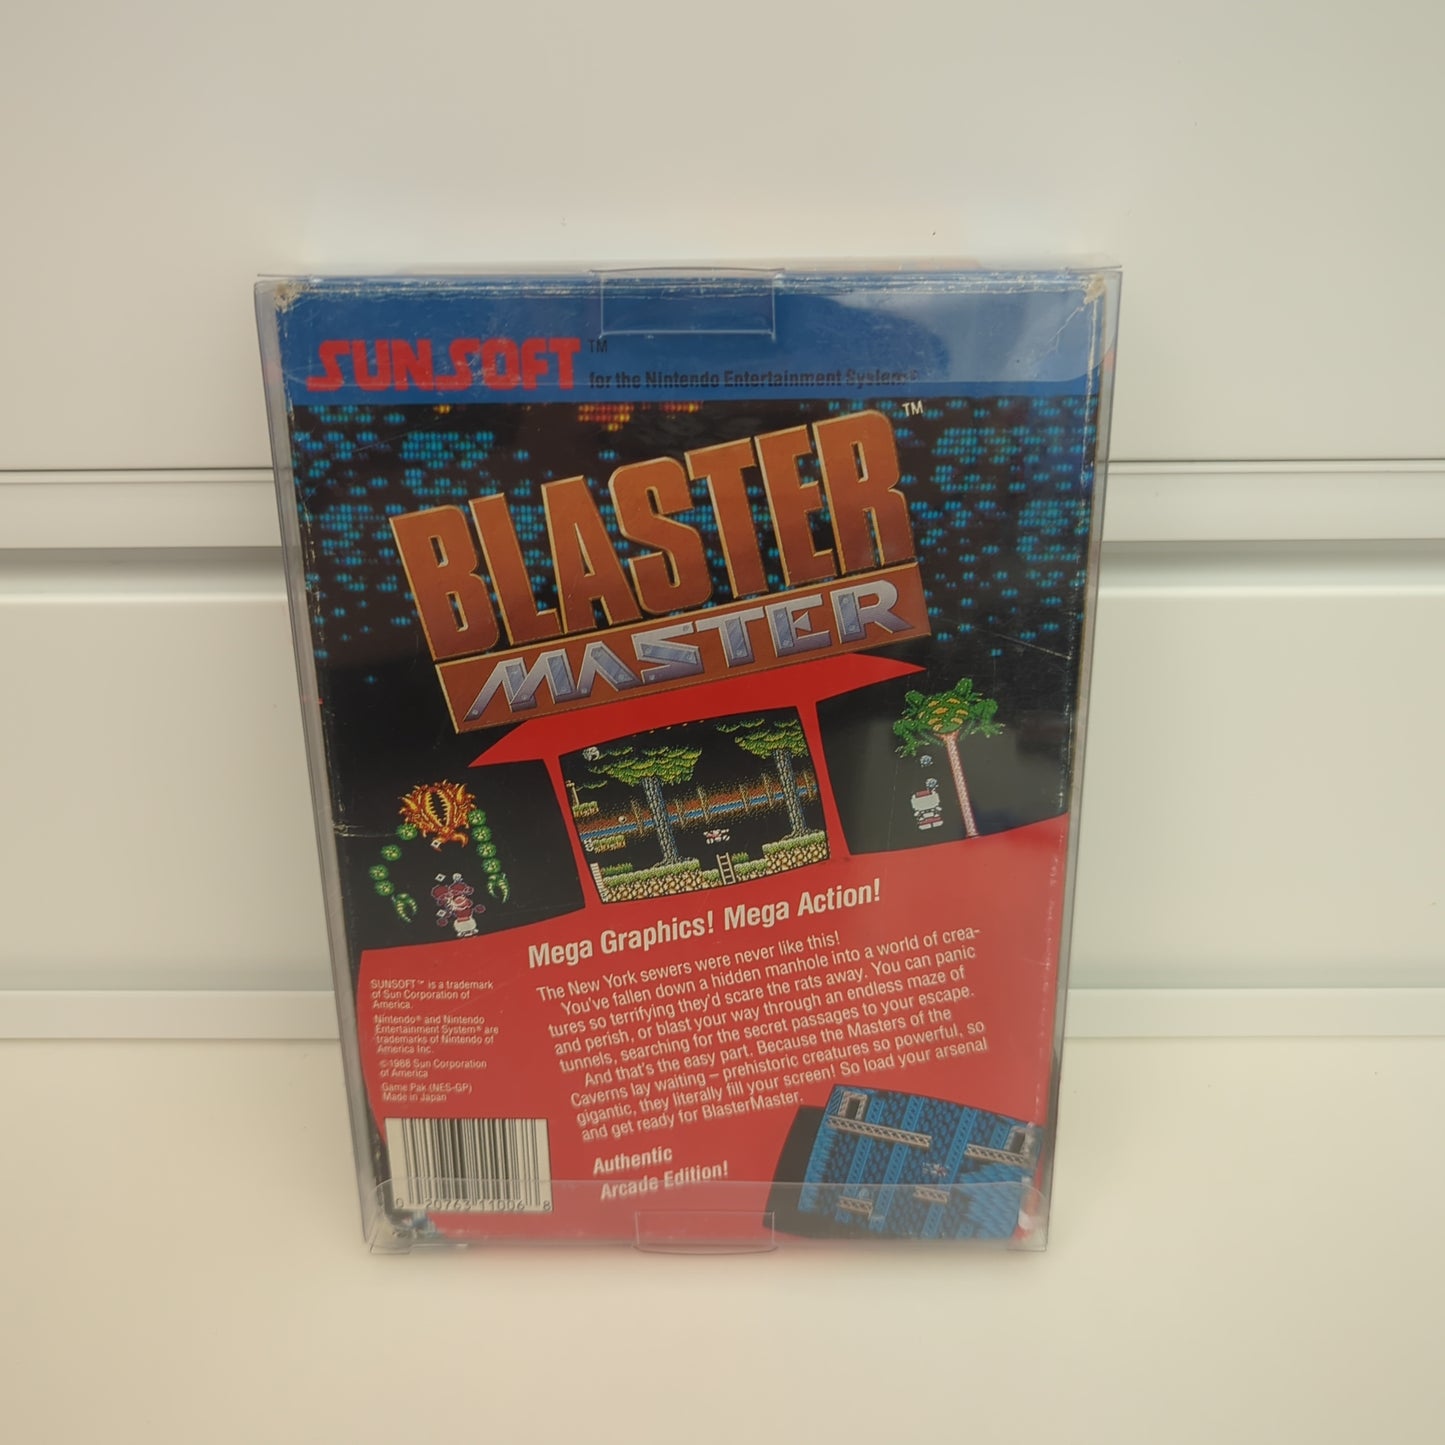 SUNSOFT™
for the Nintendo Entertainment System®
BLASTER™
MASTER
Mega Graphics! Mega Action!
The New York sewers were never like this!
You've fallen down a hidden manhole into a world of crea-
tures so terrifying they'd scare the rats away. You can panic
and perish, or blast your way through an endless maze of
tunnels, searching for the secret passages to your escape.
And that's the easy part. Because the Masters of the
Caverns lay waiting – prehistoric creatures so powerful, so
gigantic, they literally fill your screen! So load your arsenal
and get ready for BlasterMaster.
Authentic
Arcade Edition!
SUNSOFT™ is a trademark
of Sun Corporation of
America.
Nintendo® and Nintendo
Entertainment System® are
trademarks of Nintendo of
America Inc.
©1988 Sun Corporation
of America
Game Pak (NES-GP)
Made in Japan
0 20763 11006 8